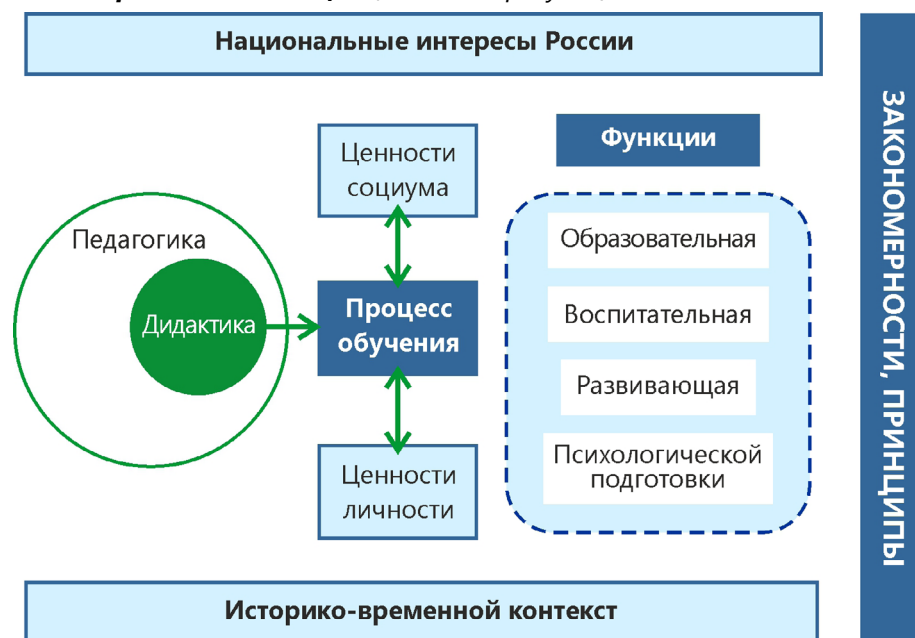 Национальные интересы России
Ценности
социума
Функции
Педагогика
Дидактика
Процесс
обучения
Образовательная
Воспитательная
Развивающая
Психологической
подготовки
Ценности
личности
Историко-временной контекст
ЗАКОНОМЕРНОСТИ, ПРИНЦИПЫ